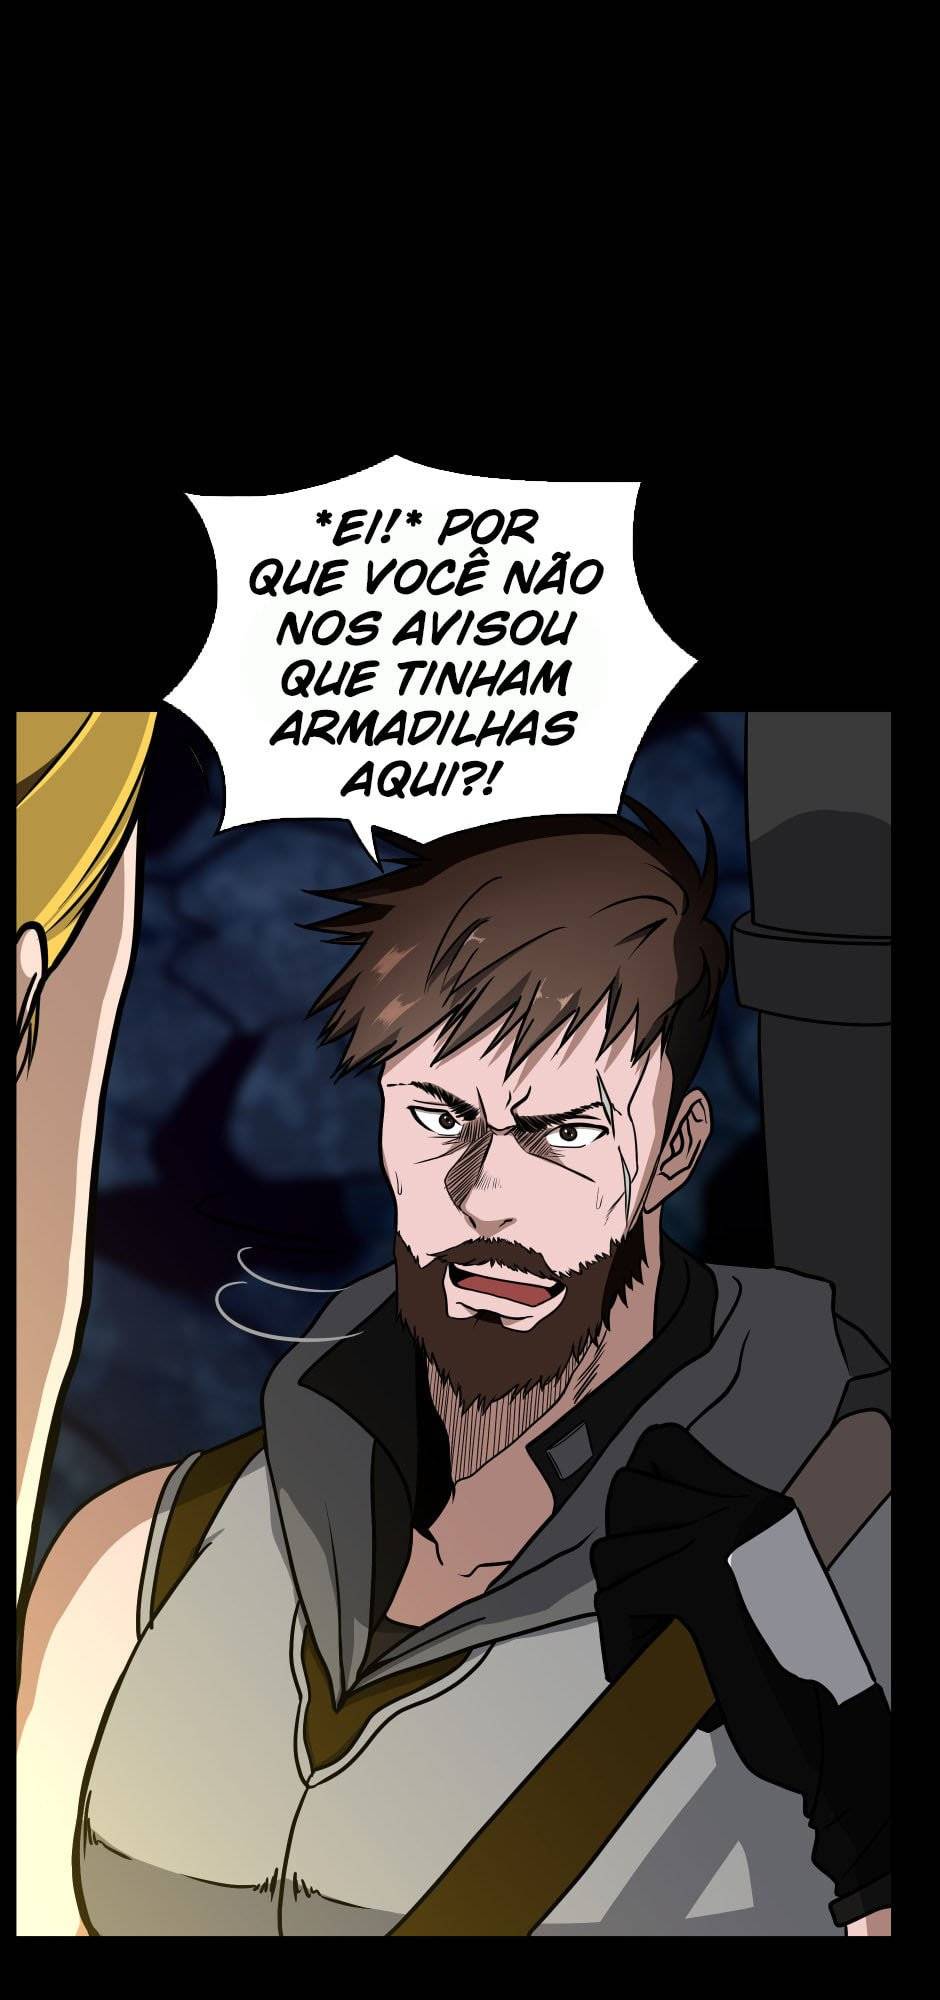 *EI!* POR
QUE VOCÊ NÃO
NOS AVISOU
QUE TINHAM
ARMADILHAS
AQUI?!